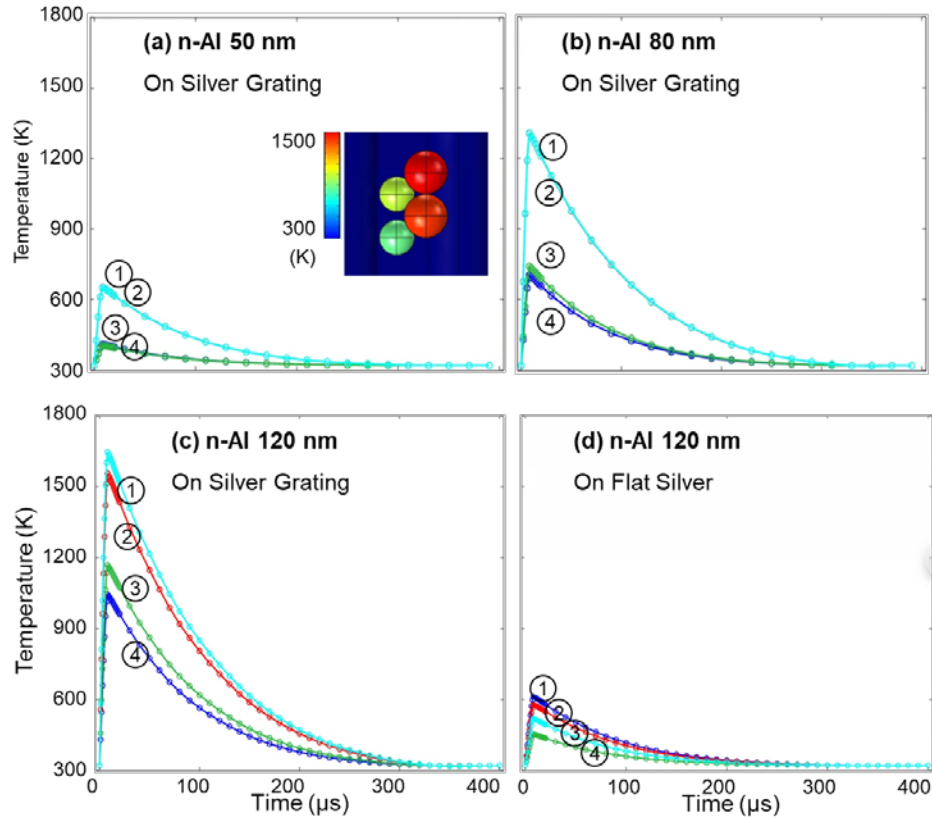 1800
1500
1200
900
600
300
Temperature (K)
(a) n-Al 50 nm
On Silver Grating
1500
300
(K)
1
2
3
4
(b) n-Al 80 nm
On Silver Grating
1
2
3
4
1800
1500
1200
900
600
300
Temperature (K)
(c) n-Al 120 nm
On Silver Grating
1
2
3
4
0 100 200 300 400
Time (µs)
(d) n-Al 120 nm
On Flat Silver
1
2
3
4
0 100 200 300 400
Time (µs)